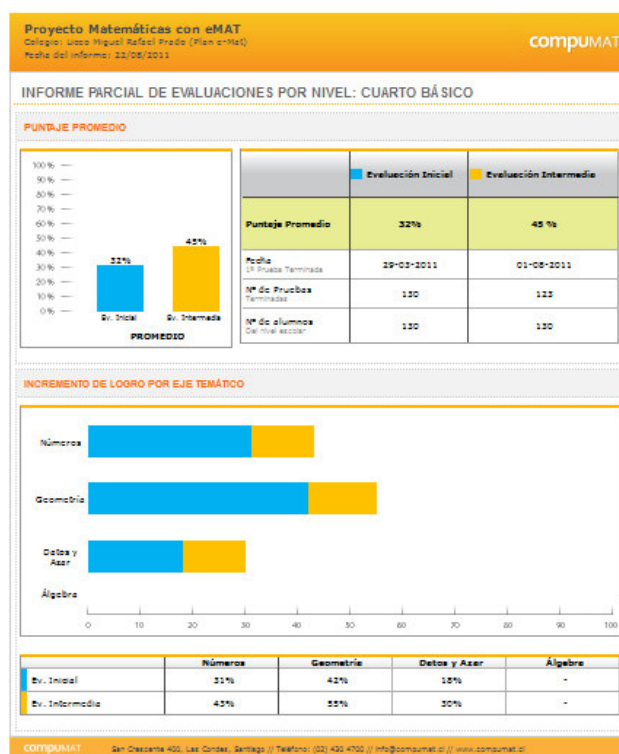 Proyecto Matemáticas con eMAT
Colegio: Liceo Miguel Rafael Prado (Plan e-Mat)
Fecha del informe: 22/08/2011
COMPUMAT
INFORME PARCIAL DE EVALUACIONES POR NIVEL: CUARTO BÁSICO
PUNTAJE PROMEDIO
100 %
90 %
80 %
70 %
60 %
50 %
40 %
30 %
20 %
10 %
0 %
32%
45%
Ev. Inicial Ev. Intermedia
PROMEDIO
Evaluación Inicial Evaluación Intermedia
Puntaje Promedio 32% 45 %
Fecha 29-03-2011 01-08-2011
1ª Prueba Terminada
Nº de Pruebas 130 123
Terminadas
Nº de alumnos 130 130
Del nivel escolar
INCREMENTO DE LOGRO POR EJE TEMÁTICO
Números
Geometría
Datos y
Azar
Álgebra
0 10 20 30 40 50 60 70 80 90 100
Números Geometría Datos y Azar Álgebra
Ev. Inicial 31% 42% 18% -
Ev. Intermedia 43% 55% 30% -
COMPUMAT San Crescente 400, Las Condes, Santiago // Teléfono: (02) 430 4700 // info@compumat.cl // www.compumat.cl